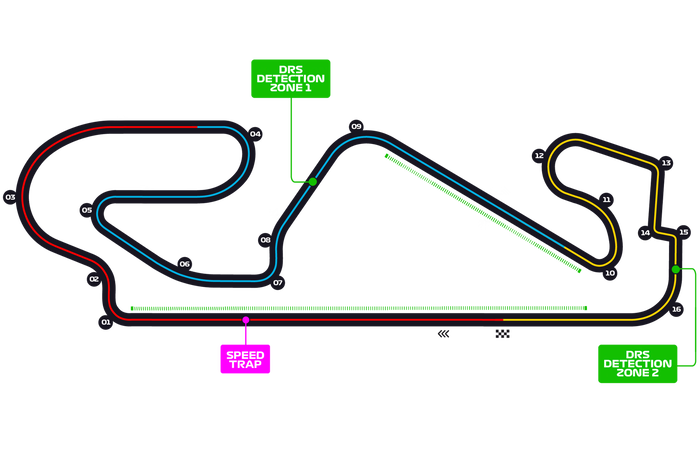 DRS
DETECTION
ZONE 1
04
09
12
13
03
05
11
08
06
14
15
02
07
10
01
16
SPEED
TRAP
DRS
DETECTION
ZONE 2